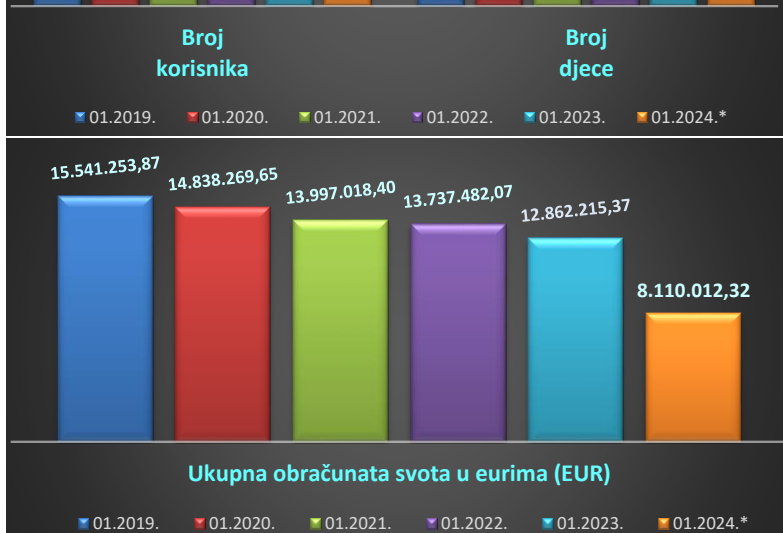 Broj
korisnika
Broj
djece
01.2019. 01.2020. 01.2021. 01.2022. 01.2023. 01.2024.*
15.541.253,87
14.838.269,65
13.997.018,40
13.737.482,07
12.862.215,37
8.110.012,32
Ukupna obračunata svota u eurima (EUR)
01.2019. 01.2020. 01.2021. 01.2022. 01.2023. 01.2024.*